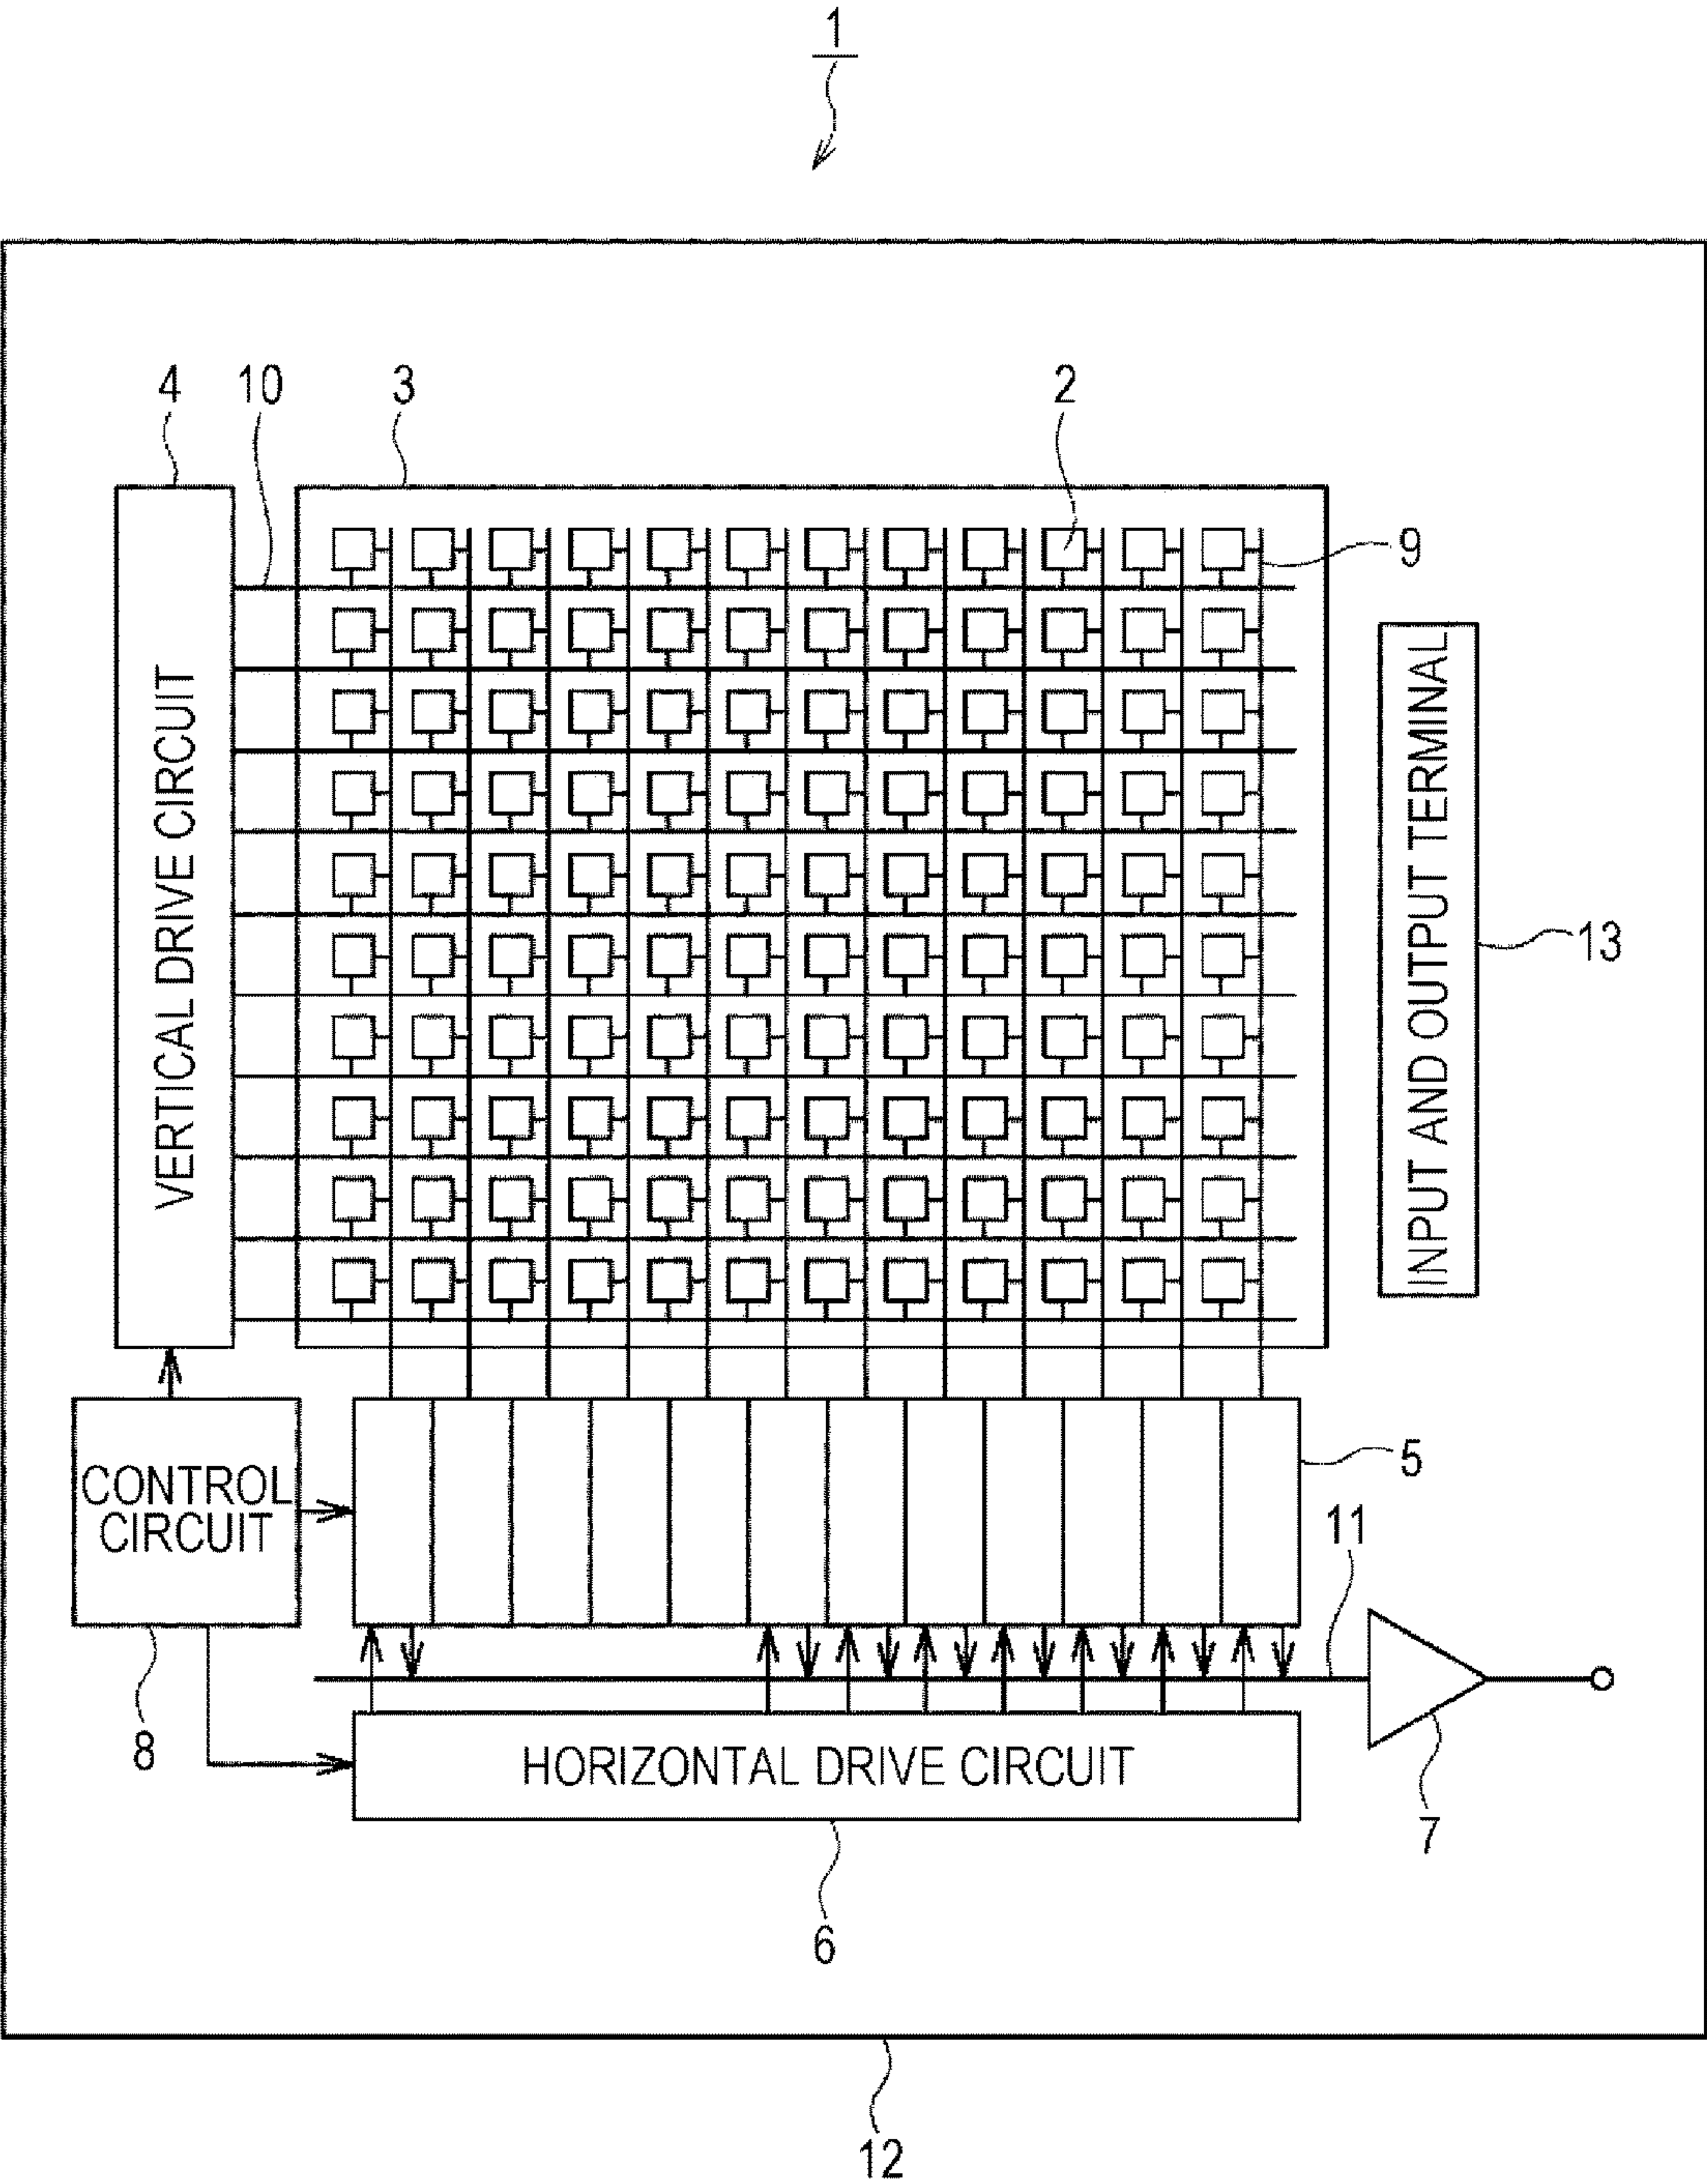 1
4
10
3
2
9
VERTICAL DRIVE CIRCUIT
INPUT AND OUTPUT TERMINAL
13
CONTROL
CIRCUIT
5
11
8
HORIZONTAL DRIVE CIRCUIT
7
6
12